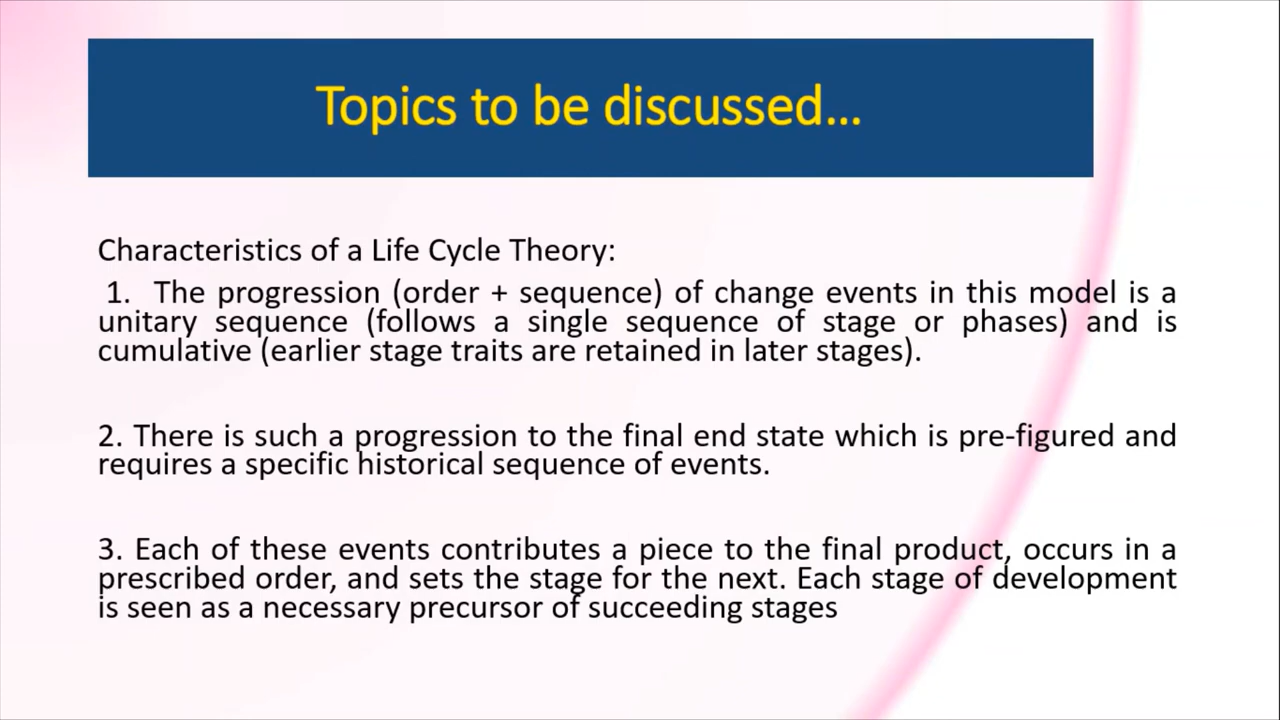 Topics to be discussed...
Characteristics of a Life Cycle Theory:
1. The progression (order + sequence) of change events in this model is a
unitary sequence (follows a single sequence of stage or phases) and is
cumulative (earlier stage traits are retained in later stages).
2. There is such a progression to the final end state which is pre-figured and
requires a specific historical sequence of events.
3. Each of these events contributes a piece to the final product, occurs in a
prescribed order, and sets the stage for the next. Each stage of development
is seen as a necessary precursor of succeeding stages